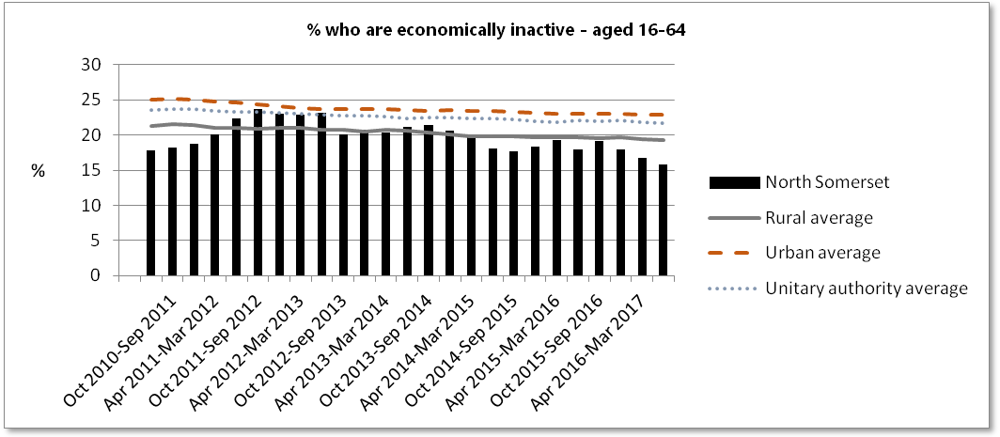 % who are economically inactive - aged 16-64
30
25
20
15
10
5
0
%
Oct 2010-Sep 2011
Apr 2011-Mar 2012
Oct 2011-Sep 2012
Apr 2012-Mar 2013
Oct 2012-Sep 2013
Apr 2013-Mar 2014
Oct 2013-Sep 2014
Apr 2014-Mar 2015
Oct 2014-Sep 2015
Apr 2015-Mar 2016
Oct 2015-Sep 2016
Apr 2016-Mar 2017
North Somerset
Rural average
Urban average
Unitary authority average